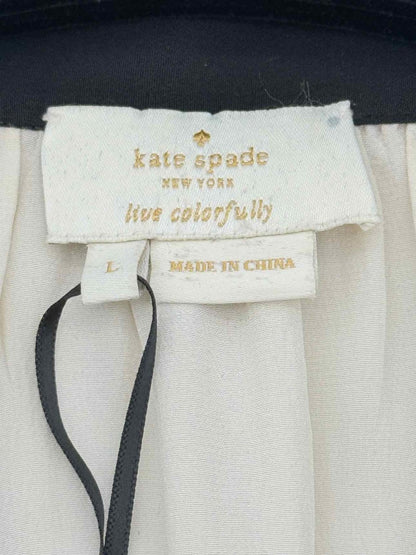 kate spade
NEW YORK
live colorfully
L
MADE IN CHINA